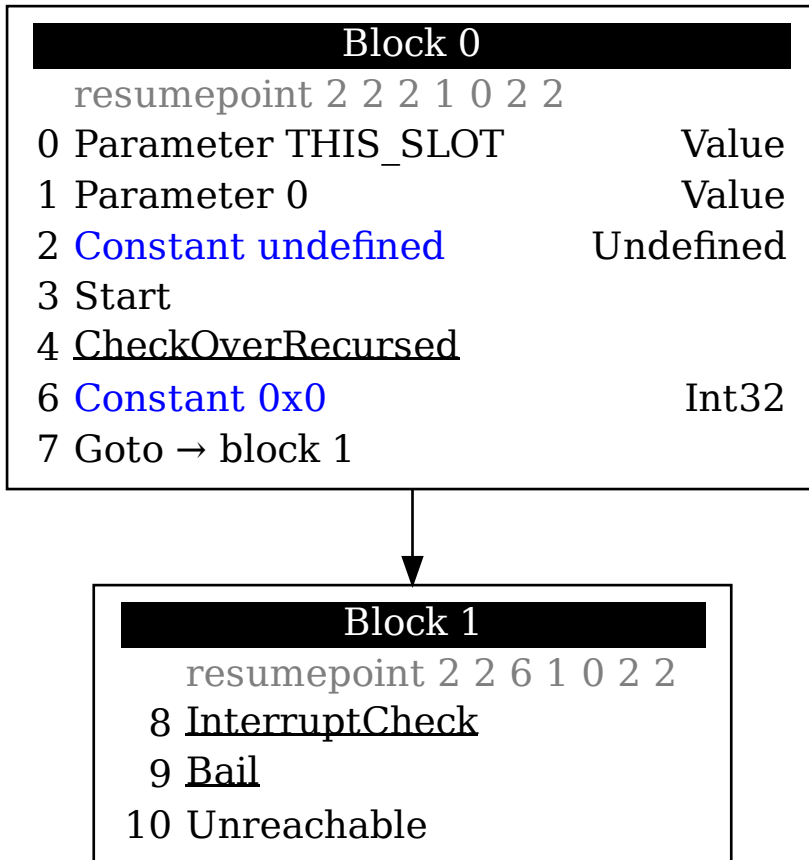 Block 0
resumepoint 2 2 2 1 0 2 2
0 Parameter THIS_SLOT Value
1 Parameter 0 Value
2 Constant undefined Undefined
3 Start
4 CheckOverRecursed
6 Constant 0x0 Int32
7 Goto → block 1
Block 1
resumepoint 2 2 6 1 0 2 2
8 InterruptCheck
9 Bail
10 Unreachable